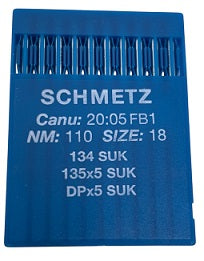 SCHMETZ
Canu: 20:05 FB1
NM: 110 SIZE: 18
134 SUK
135x5 SUK
DPx5 SUK